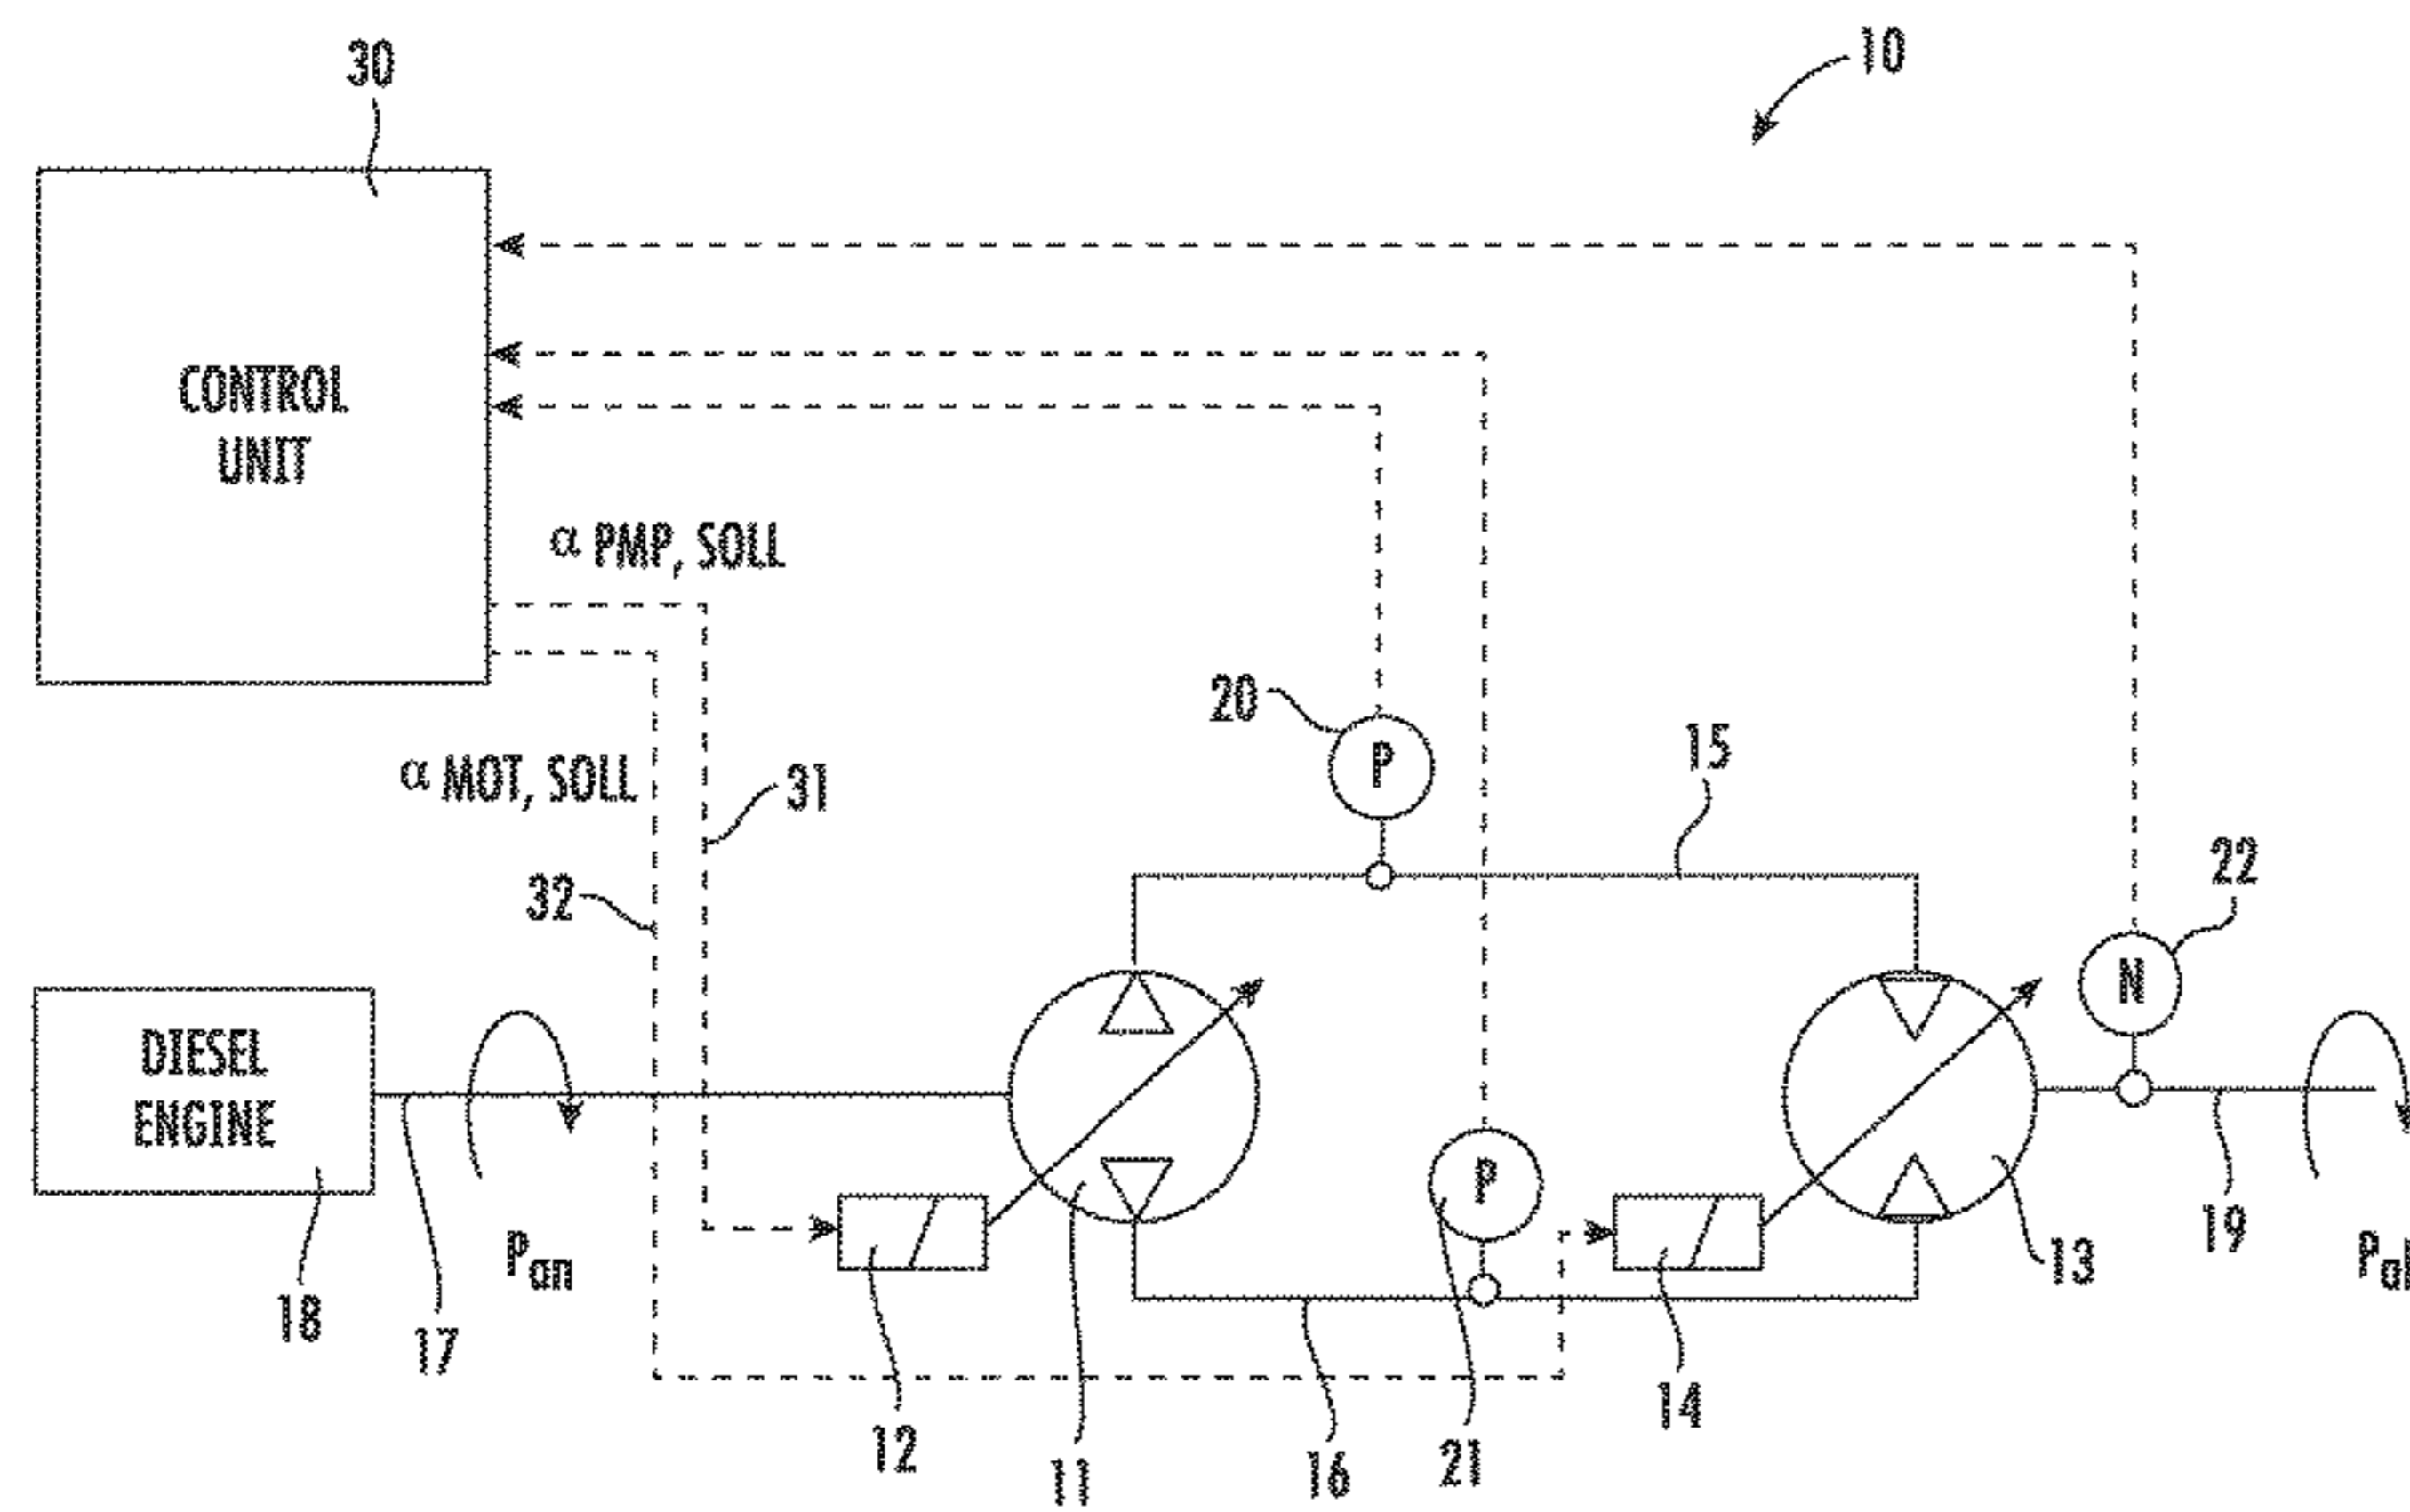 30
10
CONTROL
UNIT
α PMP, SOLL
20
P
15
α MOT, SOLL
31
32
22
N
DIESEL
ENGINE
P
13
19
Pan
18
17
14
12
11
16
21